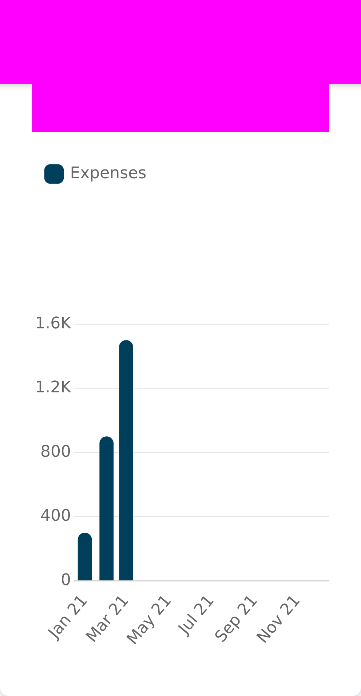 Expenses
1.6K
1.2K
800
400
0
Jan 21
Mar 21
May 21
Jul 21
Sep 21
Nov 21